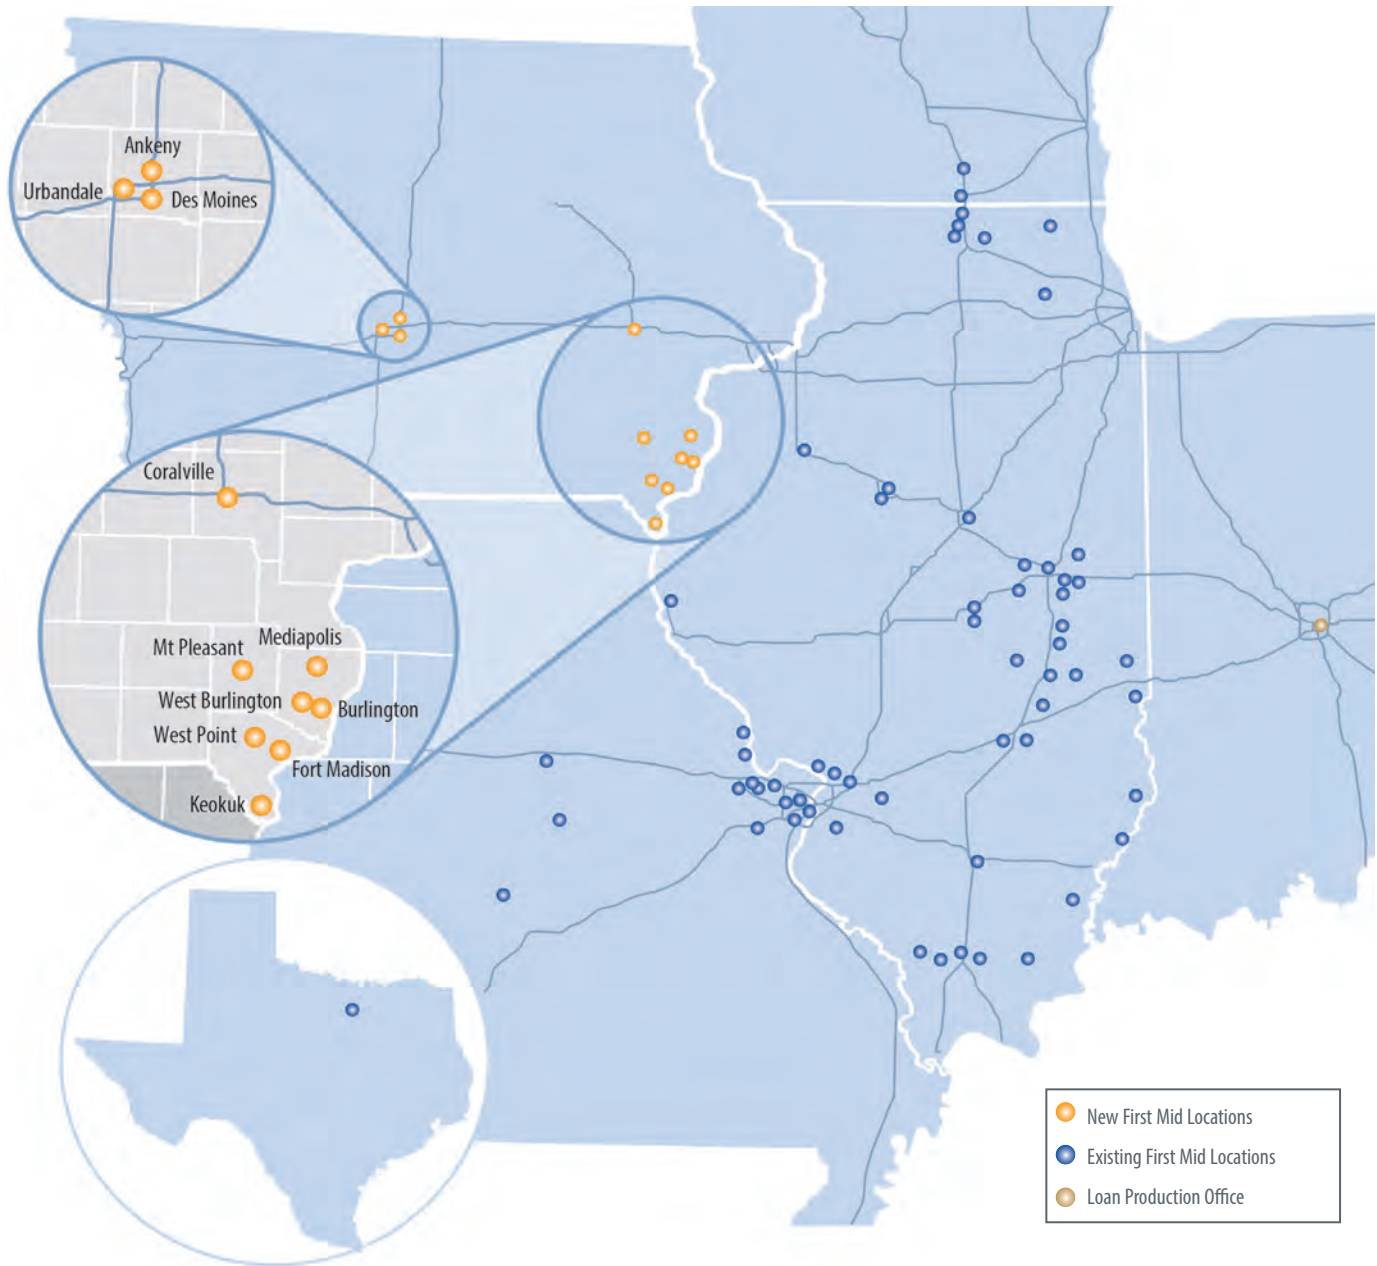 Ankeny
Urbandale
Des Moines
Coralville
Mt Pleasant
Mediapolis
West Burlington
Burlington
West Point
Fort Madison
Keokuk
New First Mid Locations
Existing First Mid Locations
Loan Production Office